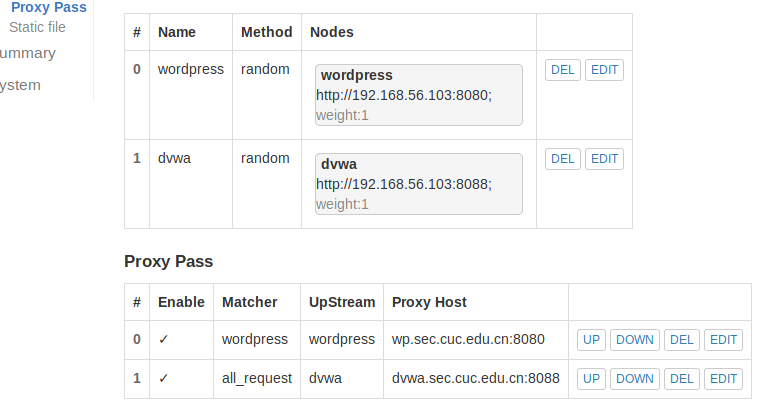 Proxy Pass
Static file
ummary
ystem
# Name Method Nodes
0 wordpress random wordpress DEL EDIT
http://192.168.56.103:8080;
weight:1
1 dvwa random dvwa DEL EDIT
http://192.168.56.103:8088;
weight:1
Proxy Pass
# Enable Matcher UpStream Proxy Host
0 ✓ wordpress wordpress wp.sec.cuc.edu.cn:8080 UP DOWN DEL EDIT
1 ✓ all_request dvwa dvwa.sec.cuc.edu.cn:8088 UP DOWN DEL EDIT